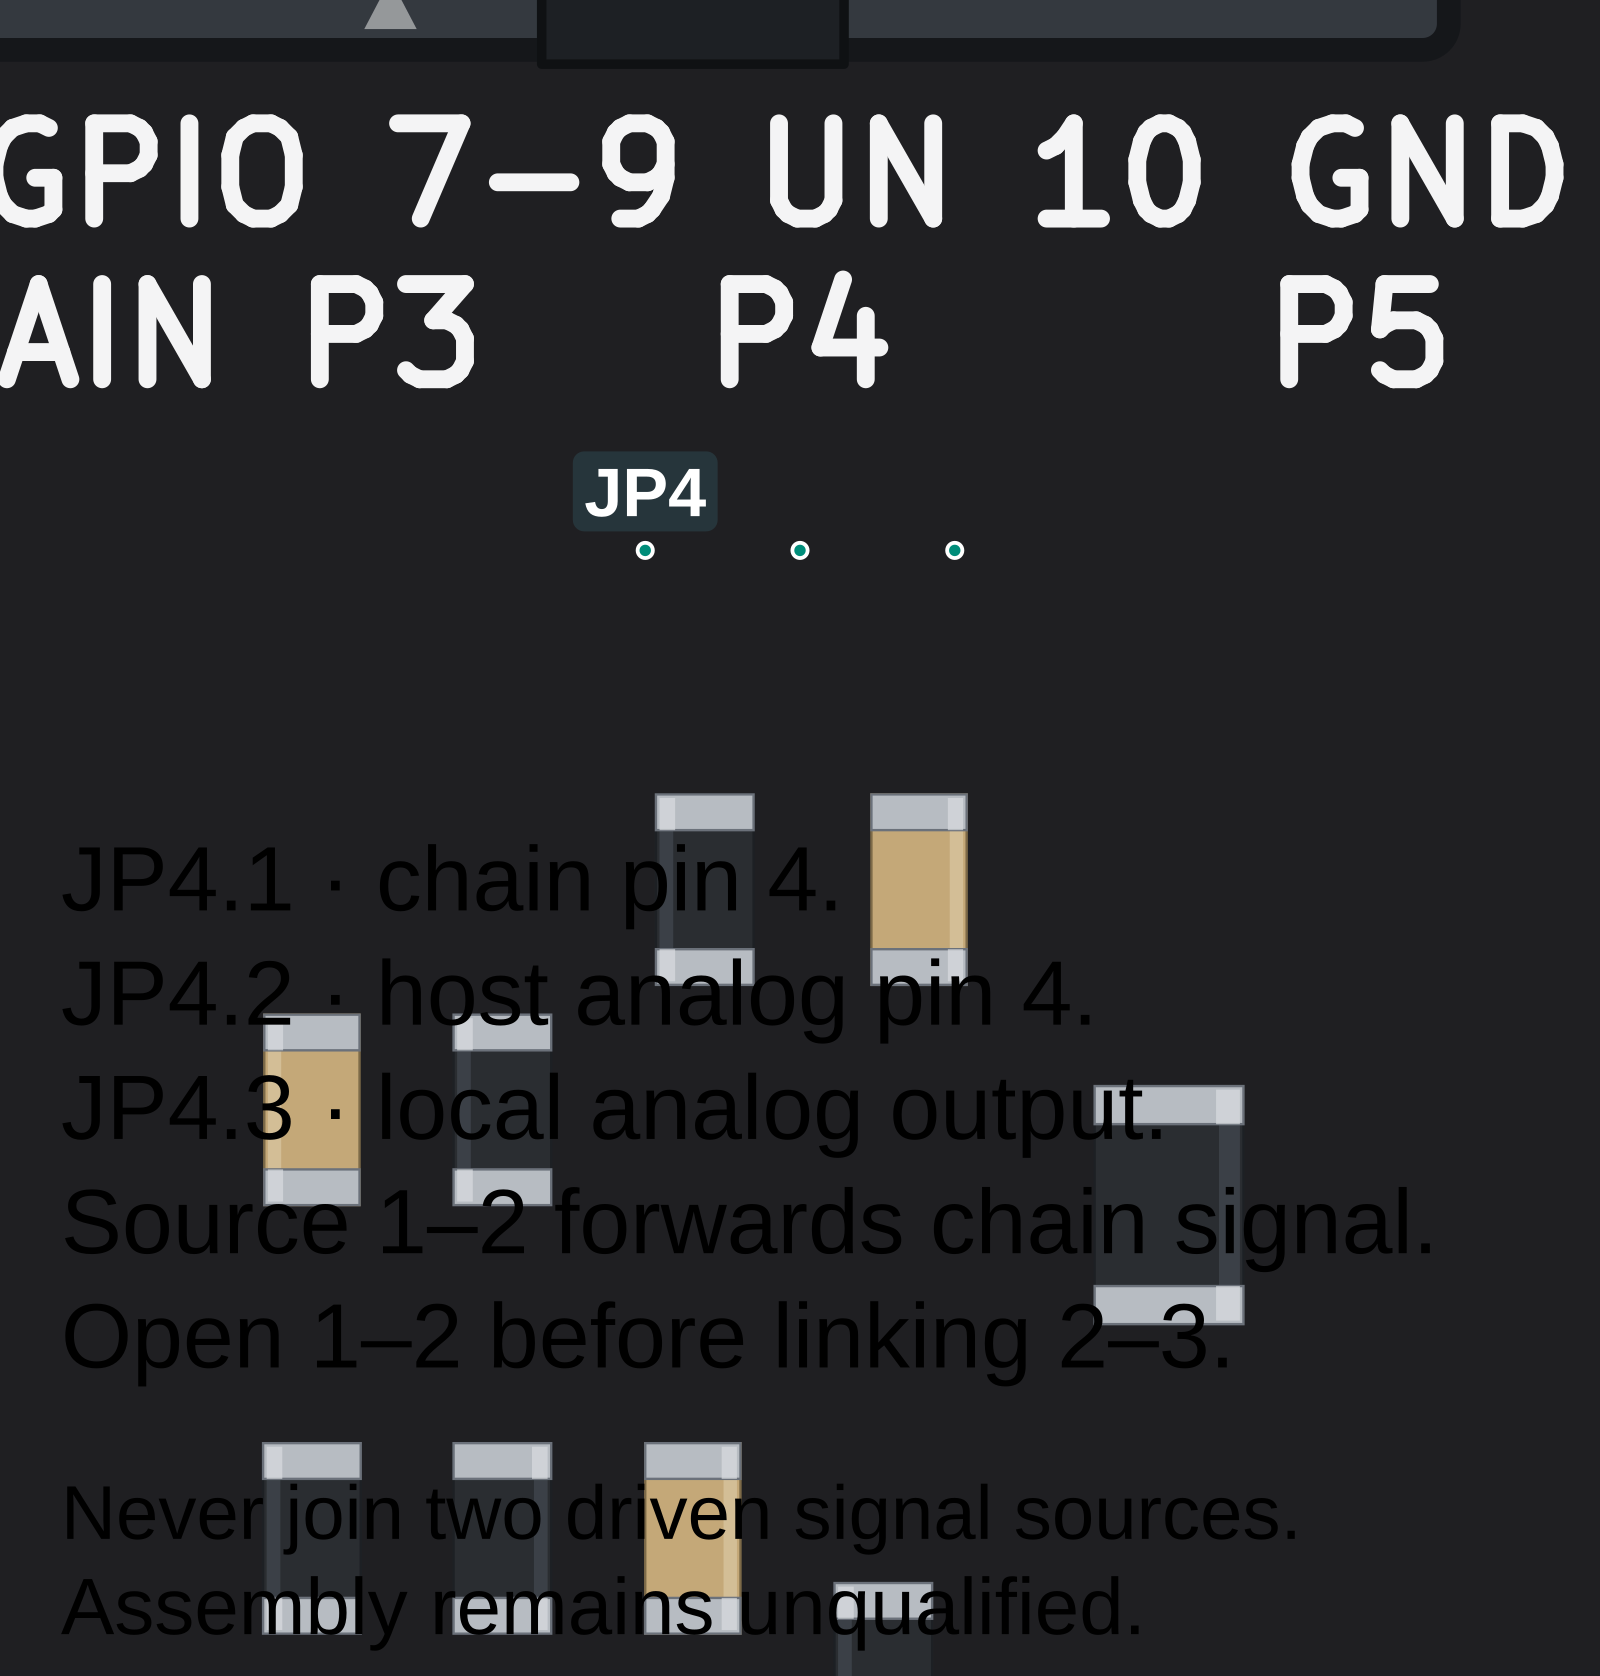 GPIO 7–9 UN 10 GND
AIN P3 P4 P5
JP4
JP4.1 · chain pin 4.
JP4.2 · host analog pin 4.
JP4.3 · local analog output.
Source 1–2 forwards chain signal.
Open 1–2 before linking 2–3.
Never join two driven signal sources.
Assembly remains unqualified.